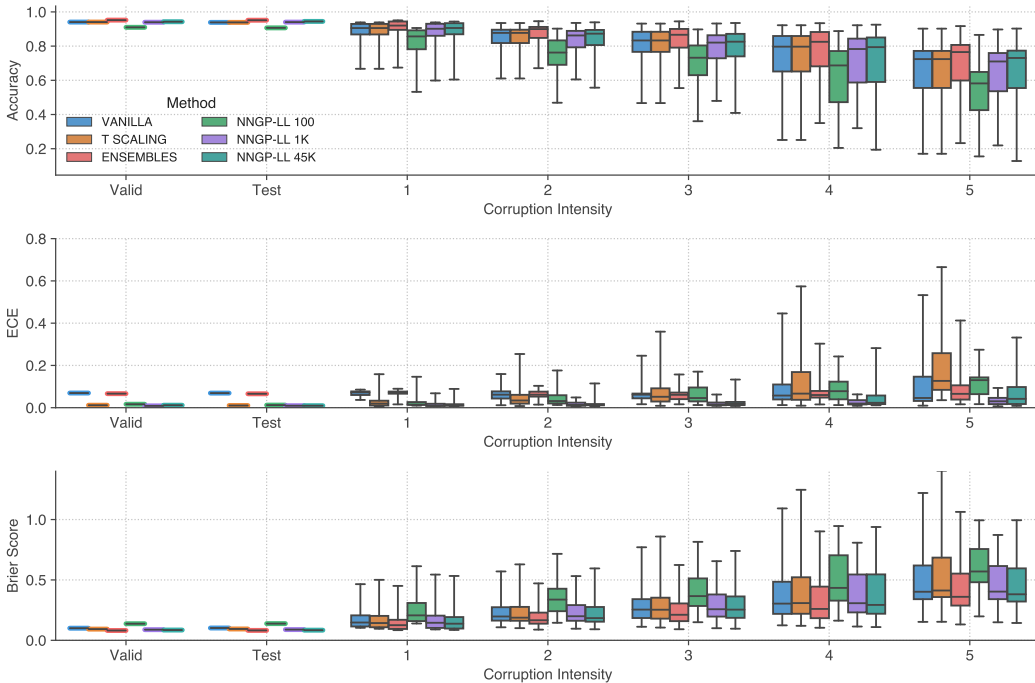 Accuracy
0.8
0.6
0.4
0.2
Method
VANILLA
T SCALING
ENSEMBLES
NNGP-LL 100
NNGP-LL 1K
NNGP-LL 45K
Valid Test 1 2 3 4 5
Corruption Intensity
ECE
0.8
0.6
0.4
0.2
0.0
Valid Test 1 2 3 4 5
Corruption Intensity
Brier Score
1.0
0.5
0.0
Valid Test 1 2 3 4 5
Corruption Intensity